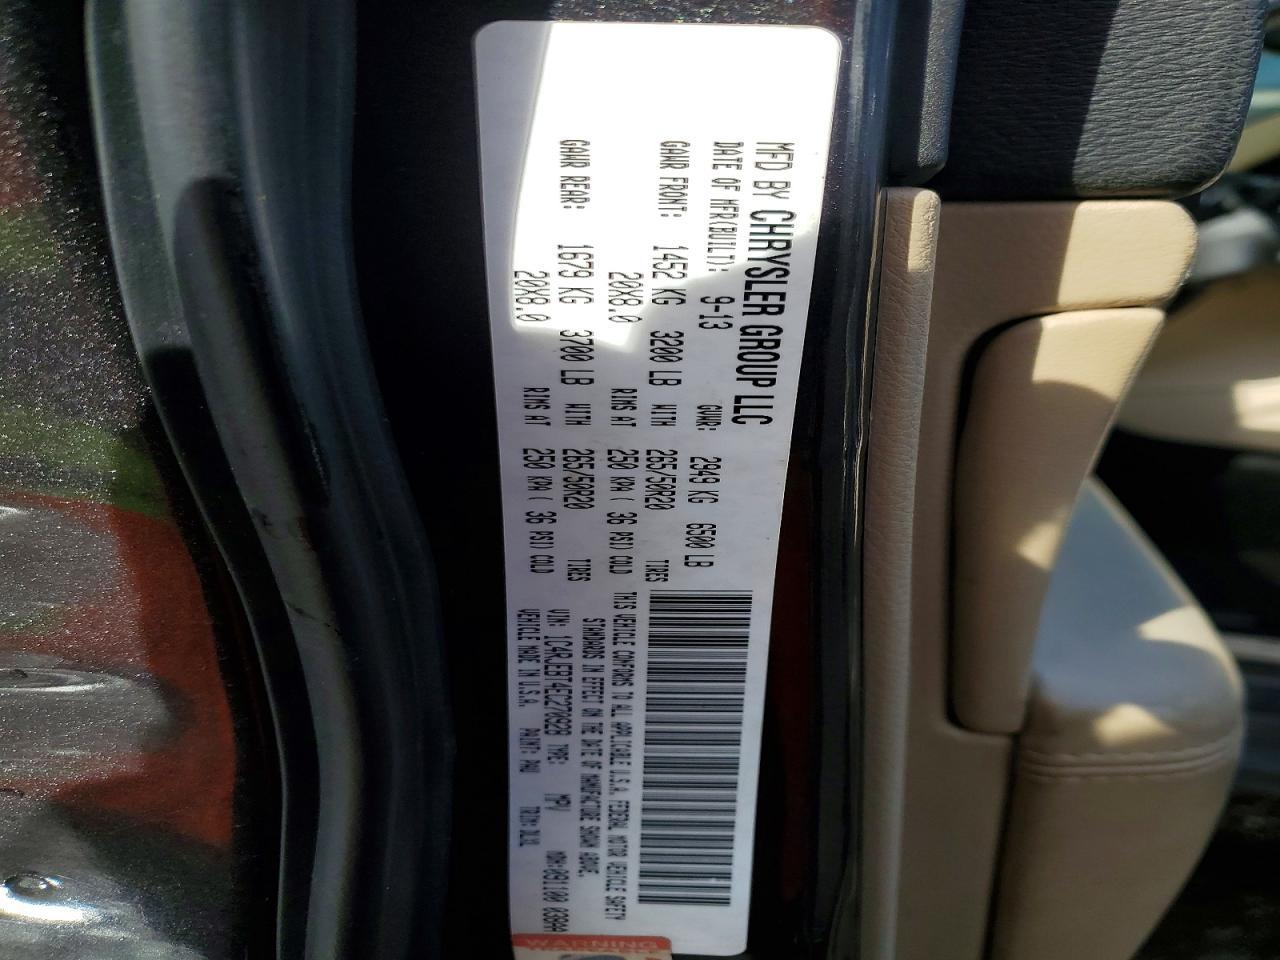 MFD BY CHRYSLER GROUP LLC
DATE OF MFR(BUILT): 9-13 GVWR: 2949 KG 6500 LB
GAWR FRONT: 1452 KG 3200 LB WITH 265/50R20 TIRES
20X8.0 RIMS AT 250 KPA ( 36 PSI) COLD
GAWR REAR: 1679 KG 3700 LB WITH 265/50R20 TIRES
20X8.0 RIMS AT 250 KPA ( 36 PSI) COLD
THIS VEHICLE CONFORMS TO ALL APPLICABLE U.S.A. FEDERAL MOTOR VEHICLE SAFETY
STANDARDS IN EFFECT ON THE DATE OF MANUFACTURE SHOWN ABOVE.
VIN: TYPE: MPV MDH:091100
VEHICLE MADE IN U.S.A. PAINT: TRIM:
WARNING